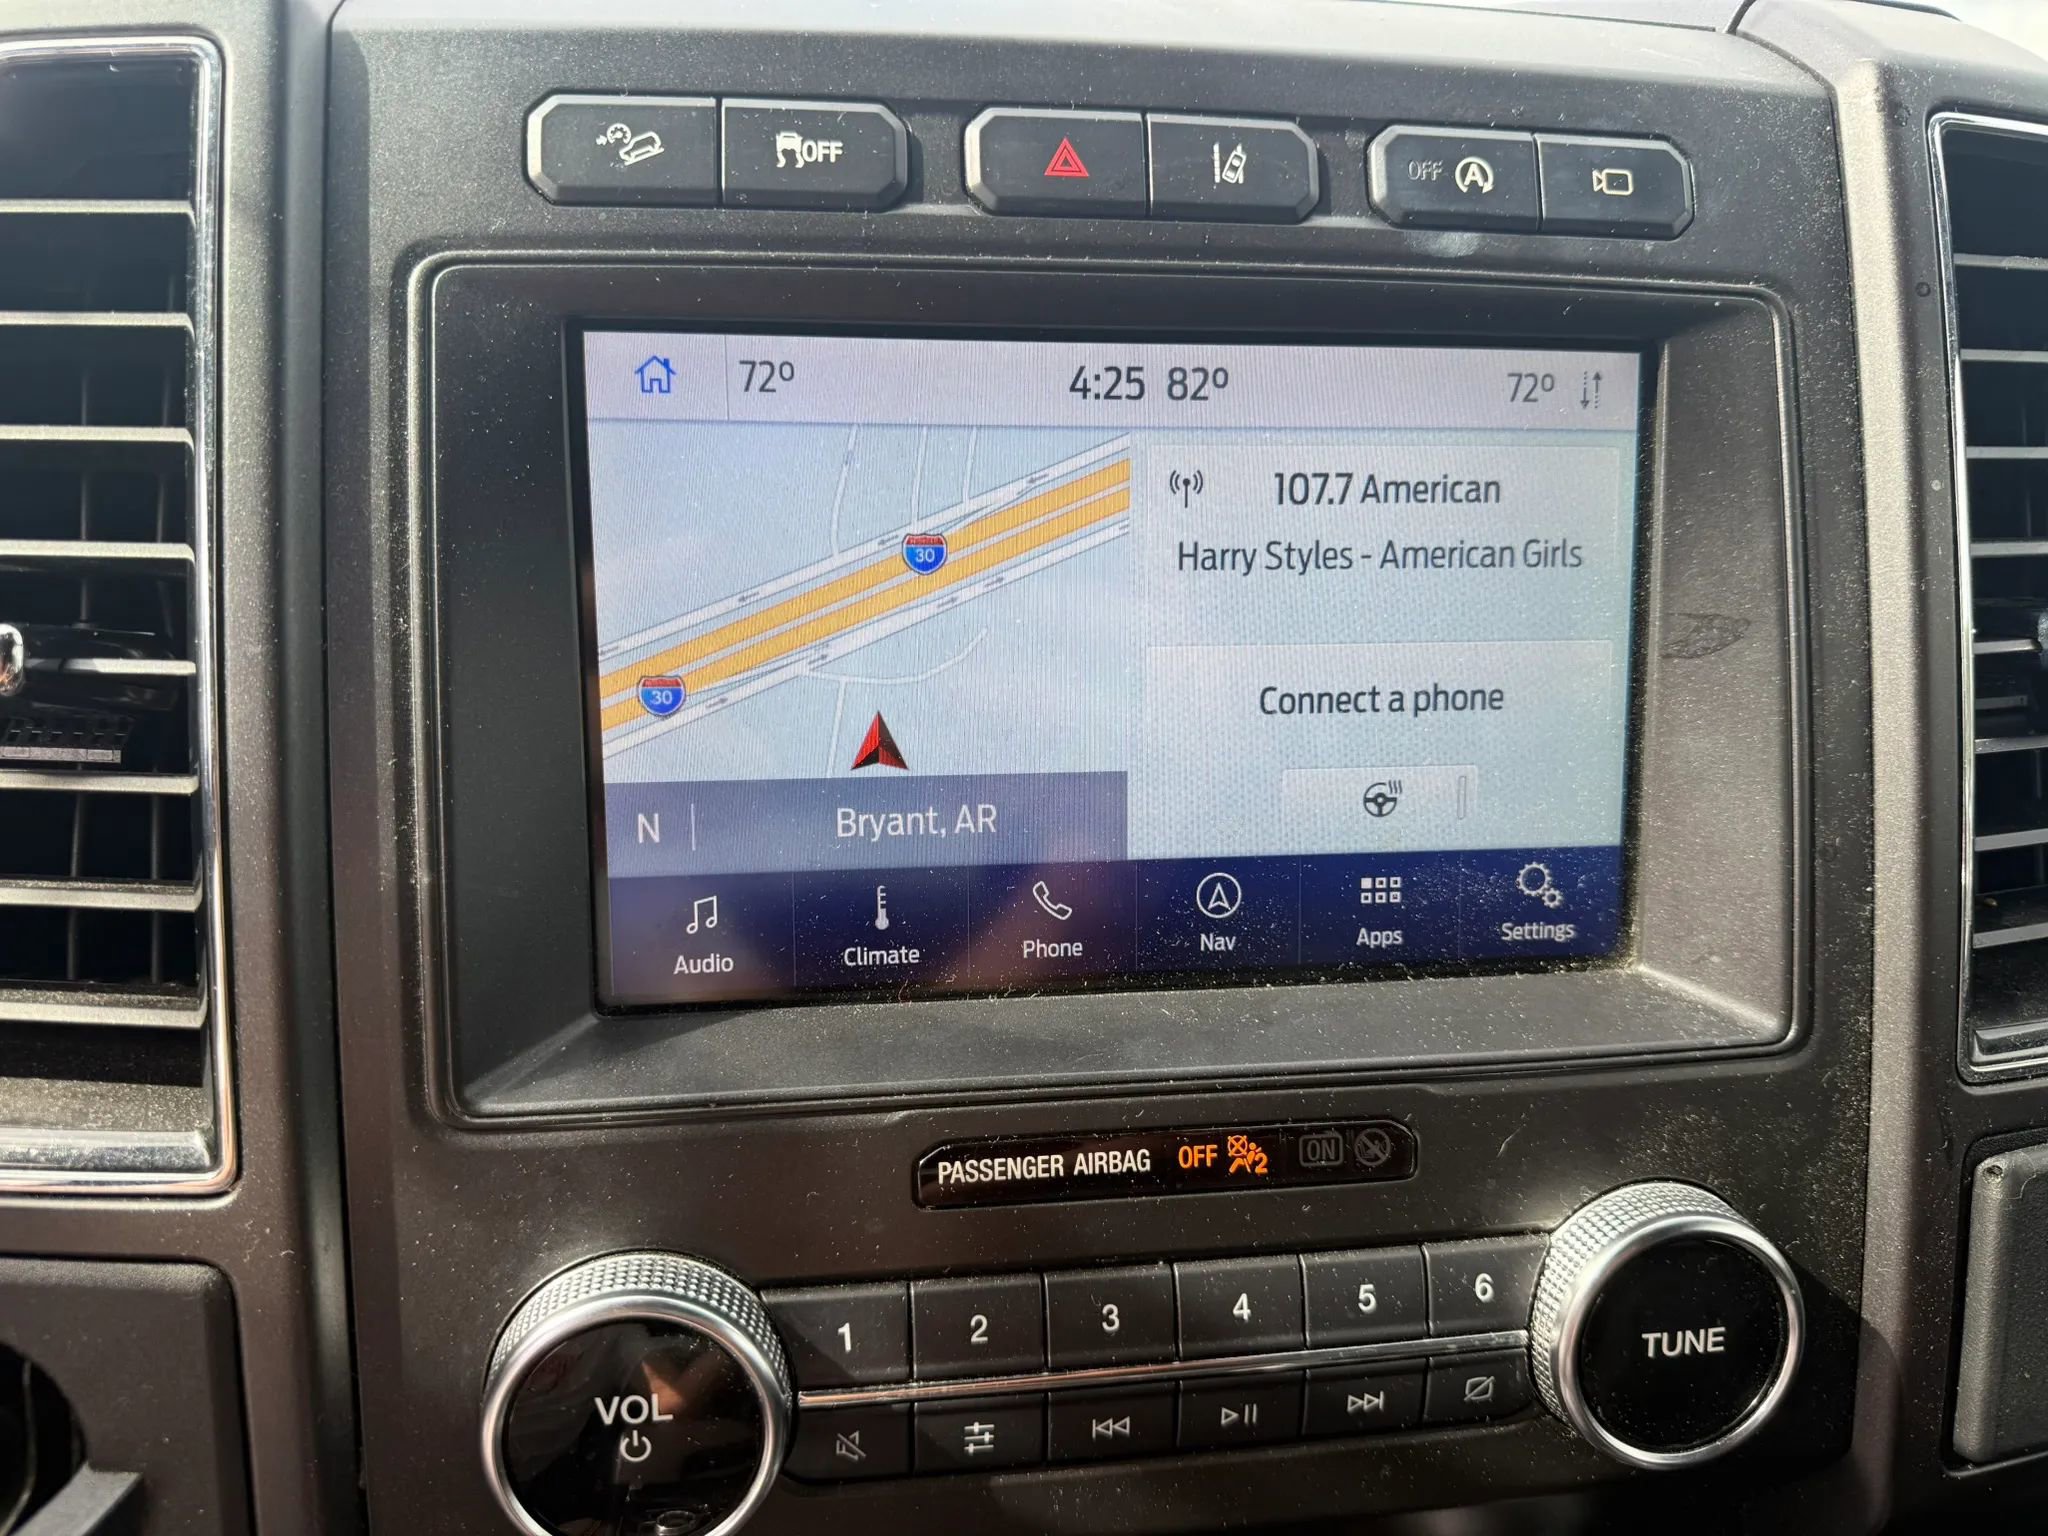 OFF
OFF
72° 4:25 82° 72°
107.7 American
Harry Styles - American Girls
30
30
Connect a phone
N Bryant, AR
Audio Climate Phone Nav Apps Settings
PASSENGER AIRBAG OFF 2 ON
1 2 3 4 5 6
VOL
TUNE